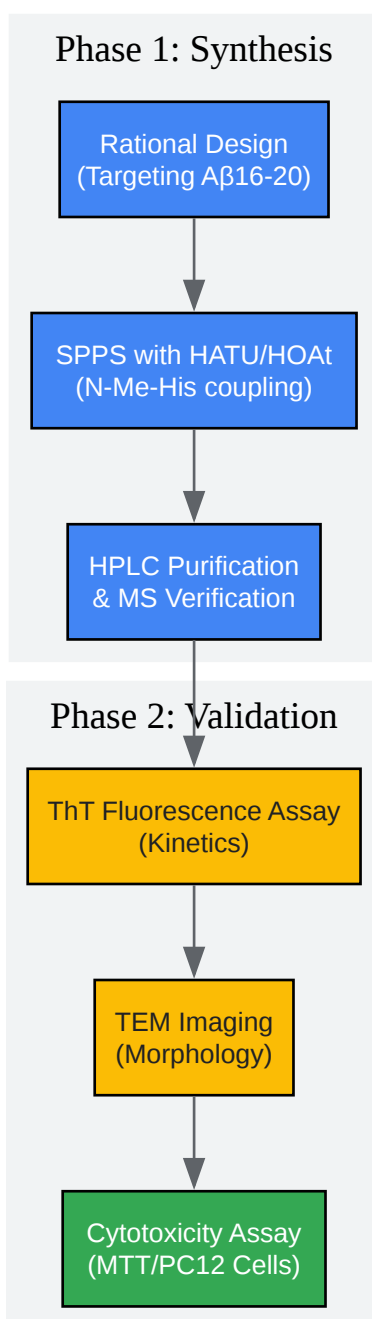 Phase 1: Synthesis
Rational Design
(Targeting Aβ16-20)
SPPS with HATU/HOAt
(N-Me-His coupling)
HPLC Purification
& MS Verification
Phase 2: Validation
ThT Fluorescence Assay
(Kinetics)
TEM Imaging
(Morphology)
Cytotoxicity Assay
(MTT/PC12 Cells)